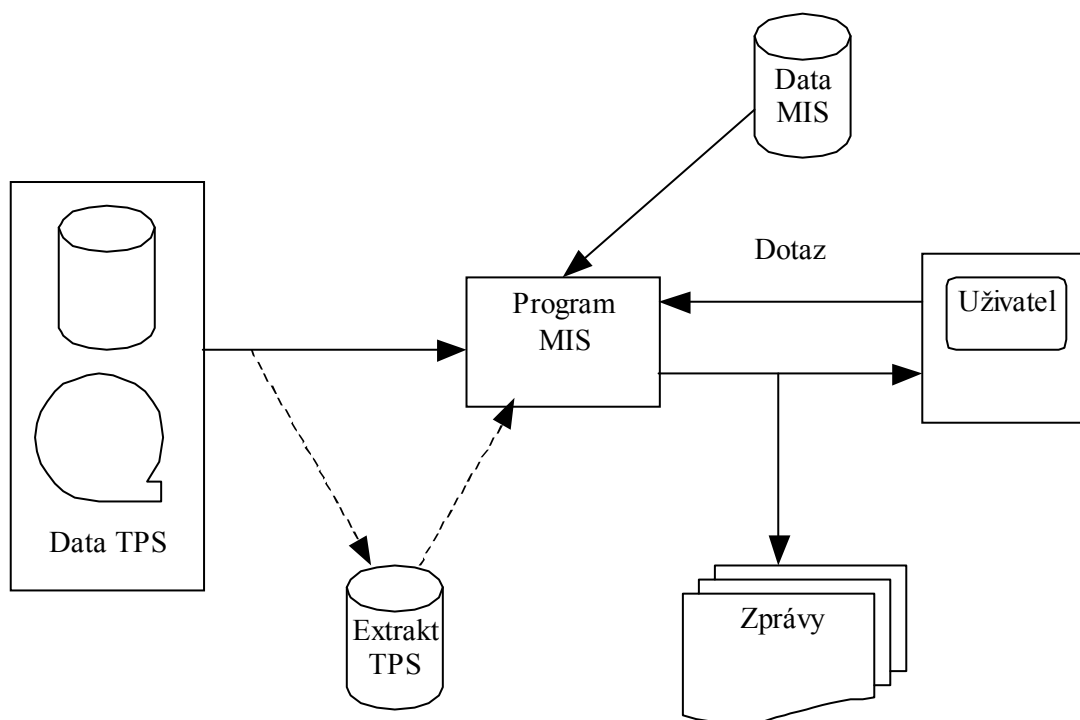 Data
MIS
Dotaz
Uživatel
Program
MIS
Data TPS
Extrakt
TPS
Zprávy